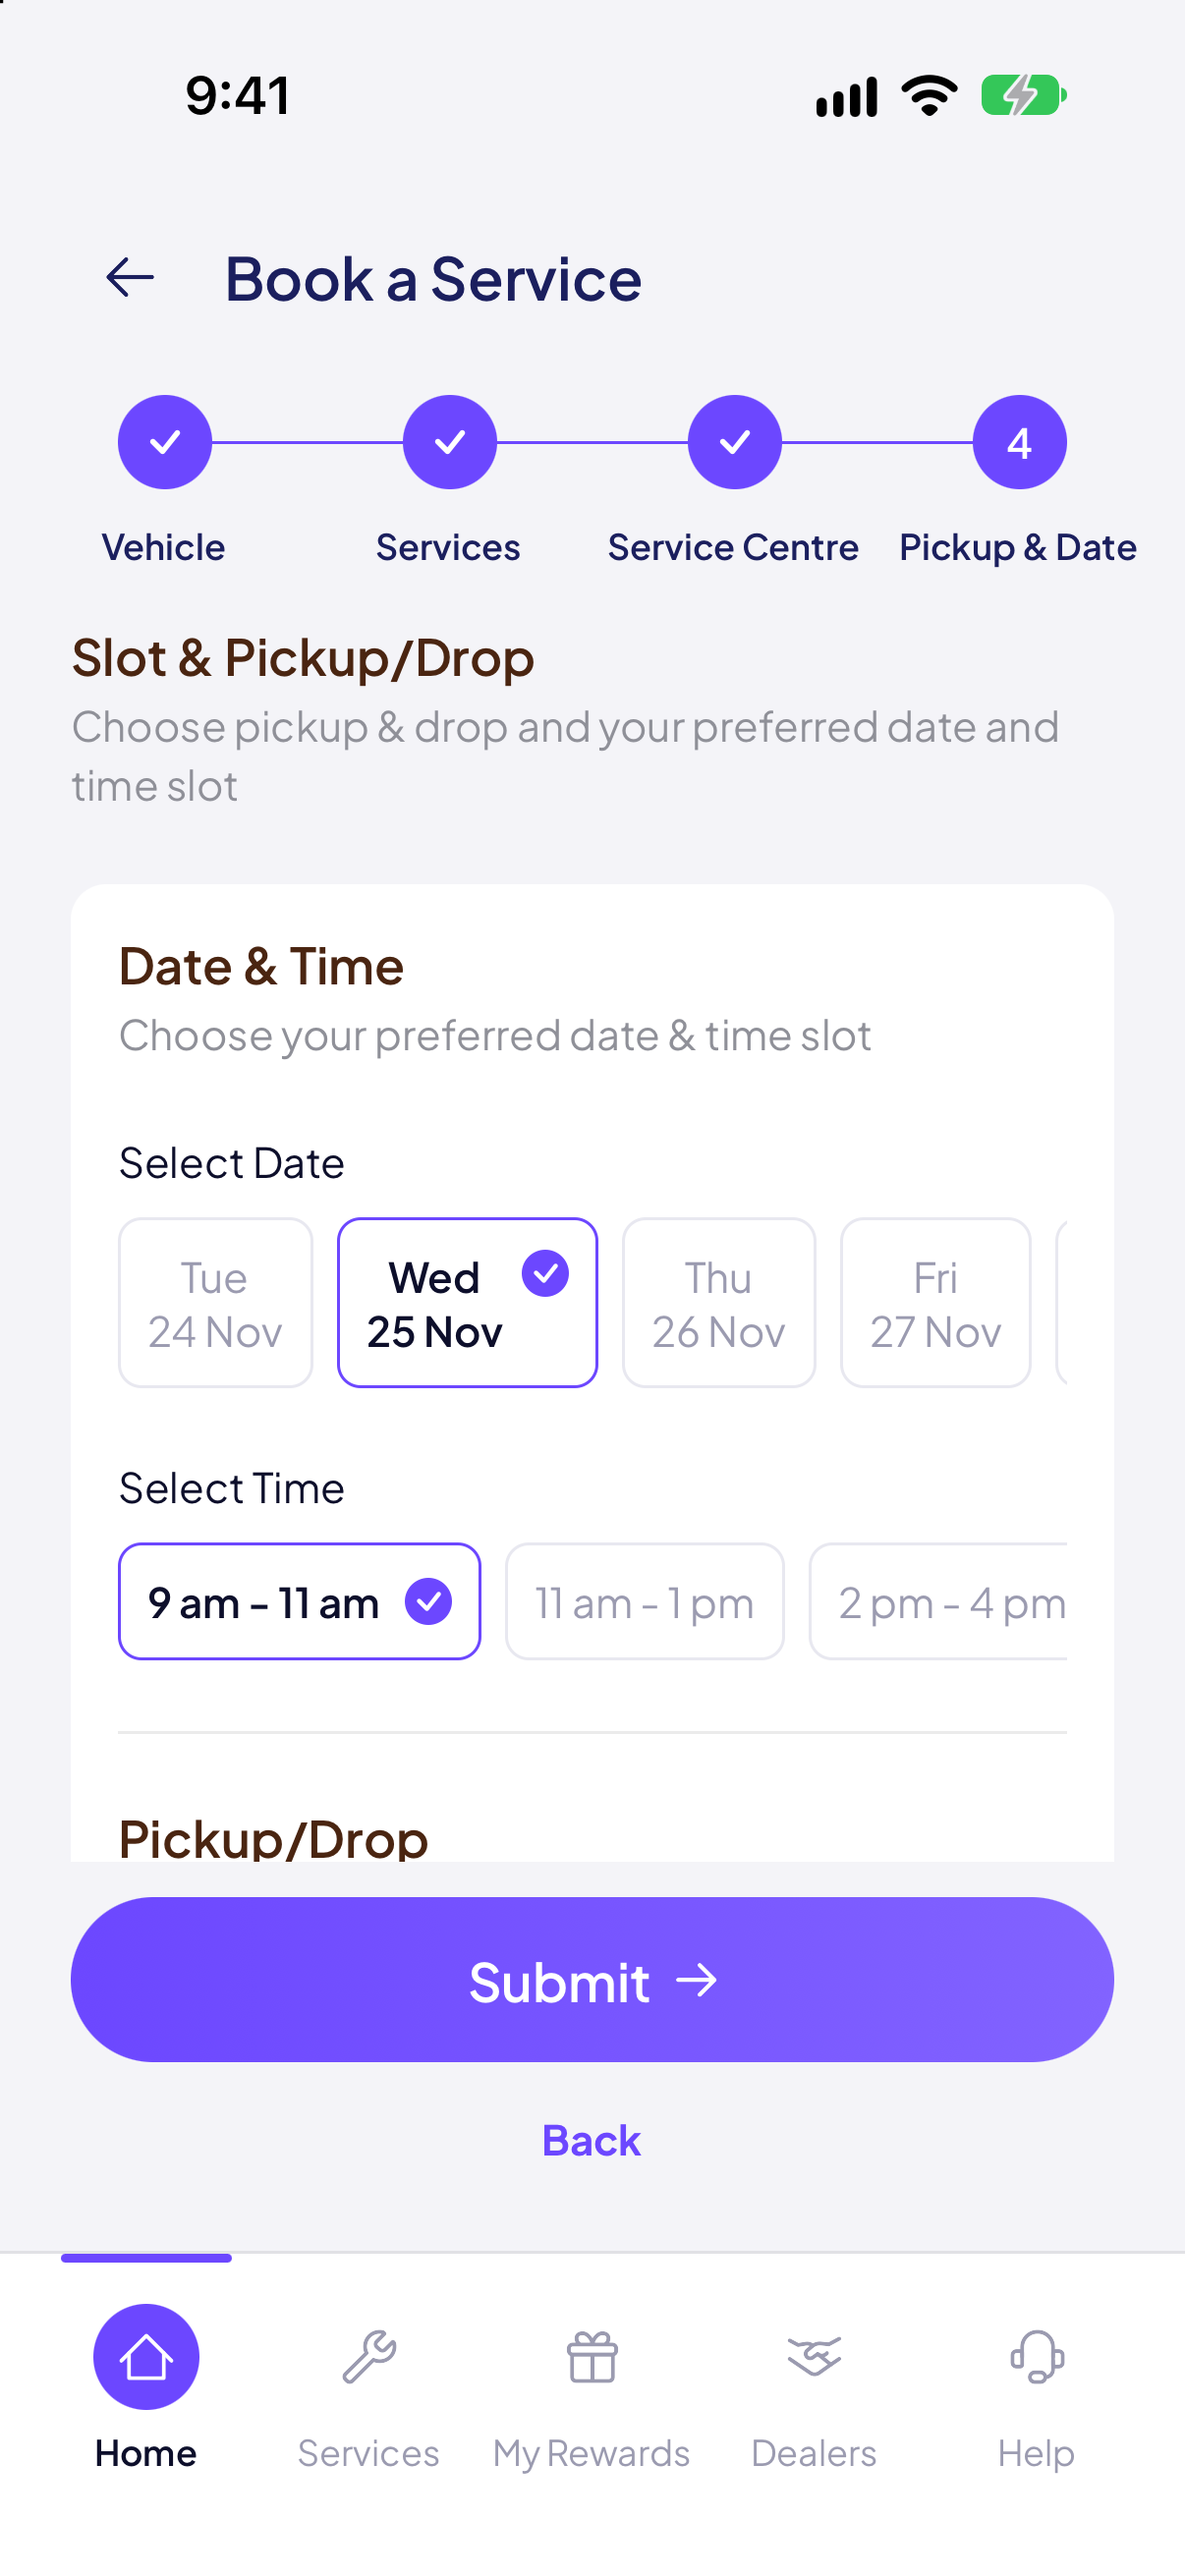 9:41
Book a Service
4
Vehicle
Services
Service Centre
Pickup & Date
Slot & Pickup/Drop
Choose pickup & drop and your preferred date and
time slot
Date & Time
Choose your preferred date & time slot
Select Date
Tue
24 Nov
Wed
25 Nov
Thu
26 Nov
Fri
27 Nov
Select Time
9 am - 11 am
11 am - 1 pm
2 pm - 4 pm
Pickup/Drop
Submit
Back
Home
Services
My Rewards
Dealers
Help